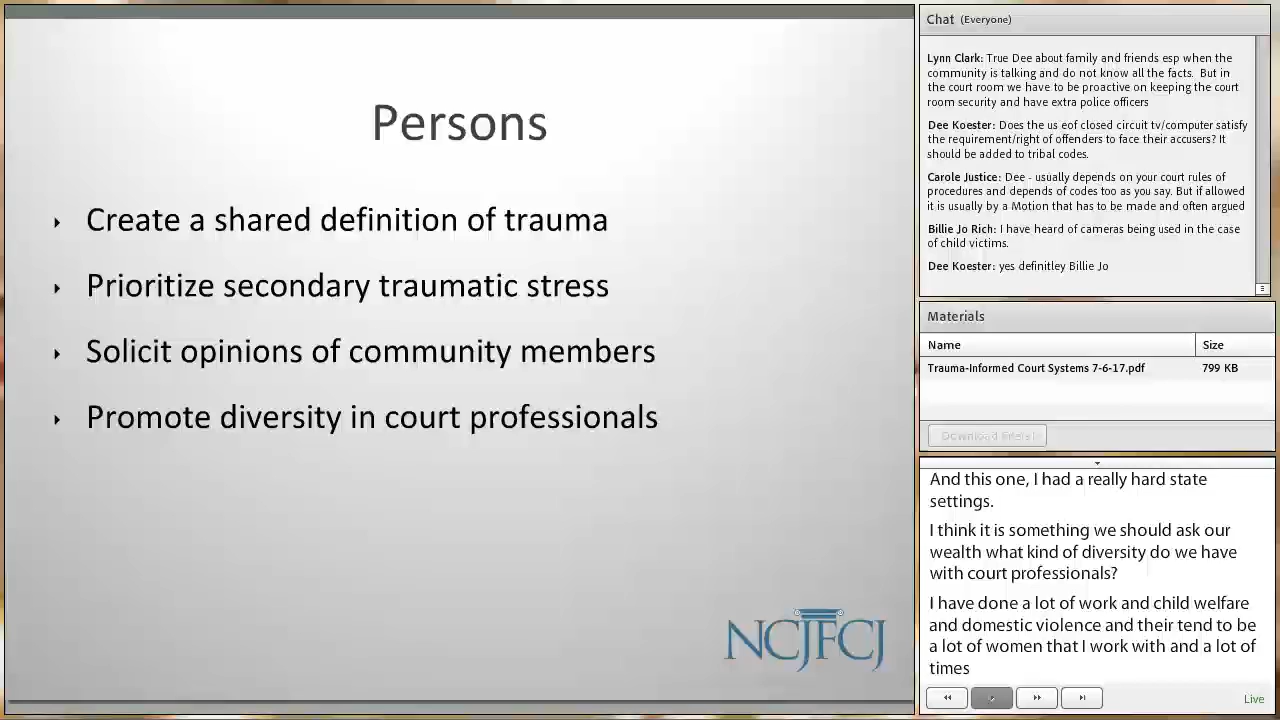 Persons
Create a shared definition of trauma
Prioritize secondary traumatic stress
Solicit opinions of community members
Promote diversity in court professionals
NCJFCJ
Chat (Everyone)
Lynn Clark: True Dee about family and friends esp when the
community is talking and do not know all the facts. But in
the court room we have to be proactive on keeping the court
room security and have extra police officers
Dee Koester: Does the us eof closed circuit tv/computer satisfy
the requirement/right of offenders to face their accusers? It
should be added to tribal codes.
Carole Justice: Dee - usually depends on your court rules of
procedures and depends of codes too as you say. But if allowed
it is usually by a Motion that has to be made and often argued
Billie Jo Rich: I have heard of cameras being used in the case
of child victims.
Dee Koester: yes definitley Billie Jo
Materials
Name Size
Trauma-Informed Court Systems 7-6-17.pdf 799 KB
Download File(s)
And this one, I had a really hard state
settings.
I think it is something we should ask our
wealth what kind of diversity do we have
with court professionals?
I have done a lot of work and child welfare
and domestic violence and their tend to be
a lot of women that I work with and a lot of
times
Live